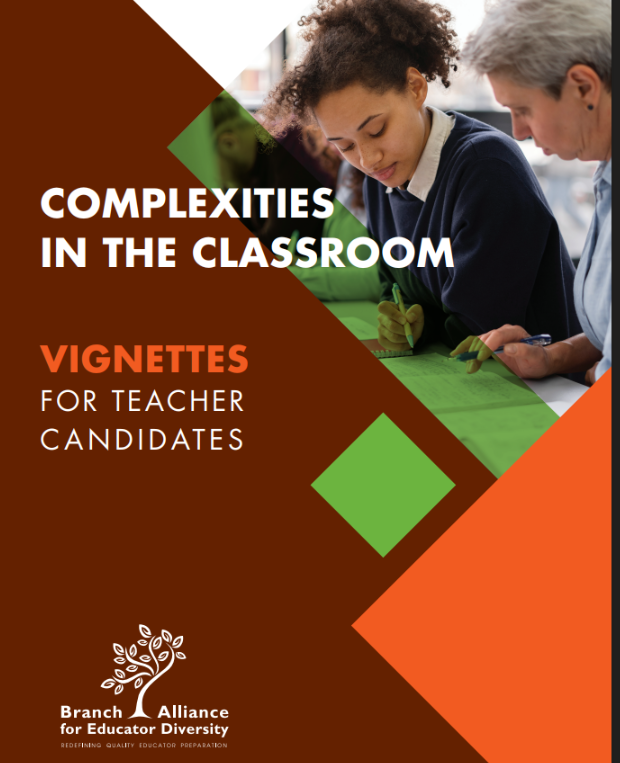 COMPLEXITIES
IN THE CLASSROOM
VIGNETTES
FOR TEACHER
CANDIDATES
Branch Alliance
for Educator Diversity
REDEFINING QUALITY EDUCATOR PREPARATION